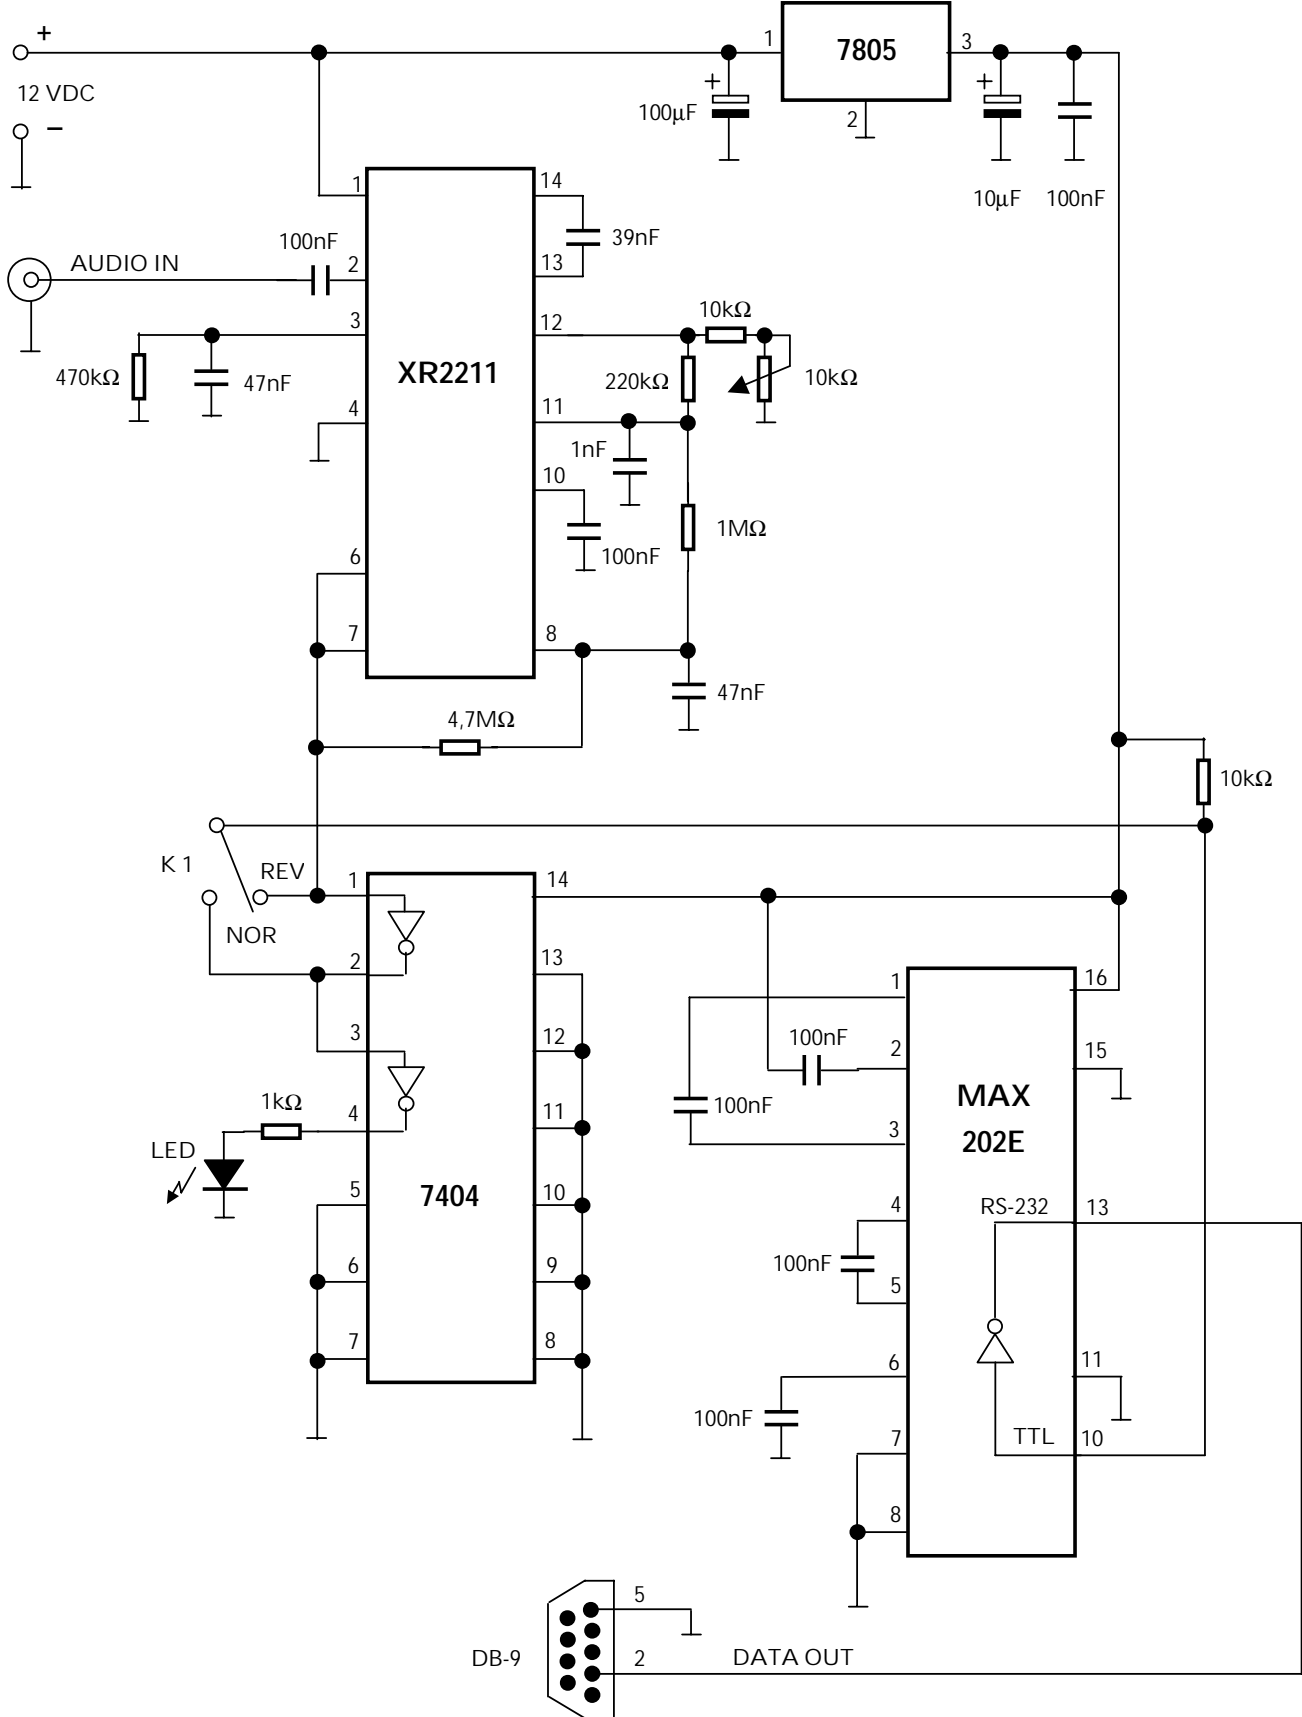 +
12 VDC
−
1
7805
3
2
+
100µF
+
10µF
100nF
1
14
39nF
13
AUDIO IN
100nF
2
3
470kΩ
47nF
XR2211
12
10kΩ
220kΩ
10kΩ
4
11
1nF
10
100nF
1MΩ
6
7
8
47nF
4,7MΩ
10kΩ
K 1
REV
NOR
1
14
2
13
3
12
1kΩ
4
11
LED
5
7404
10
6
9
7
8
1
16
100nF
2
15
MAX
202E
100nF
3
4
RS-232
13
100nF
5
6
11
100nF
7
TTL
10
8
5
DB-9
2
DATA OUT